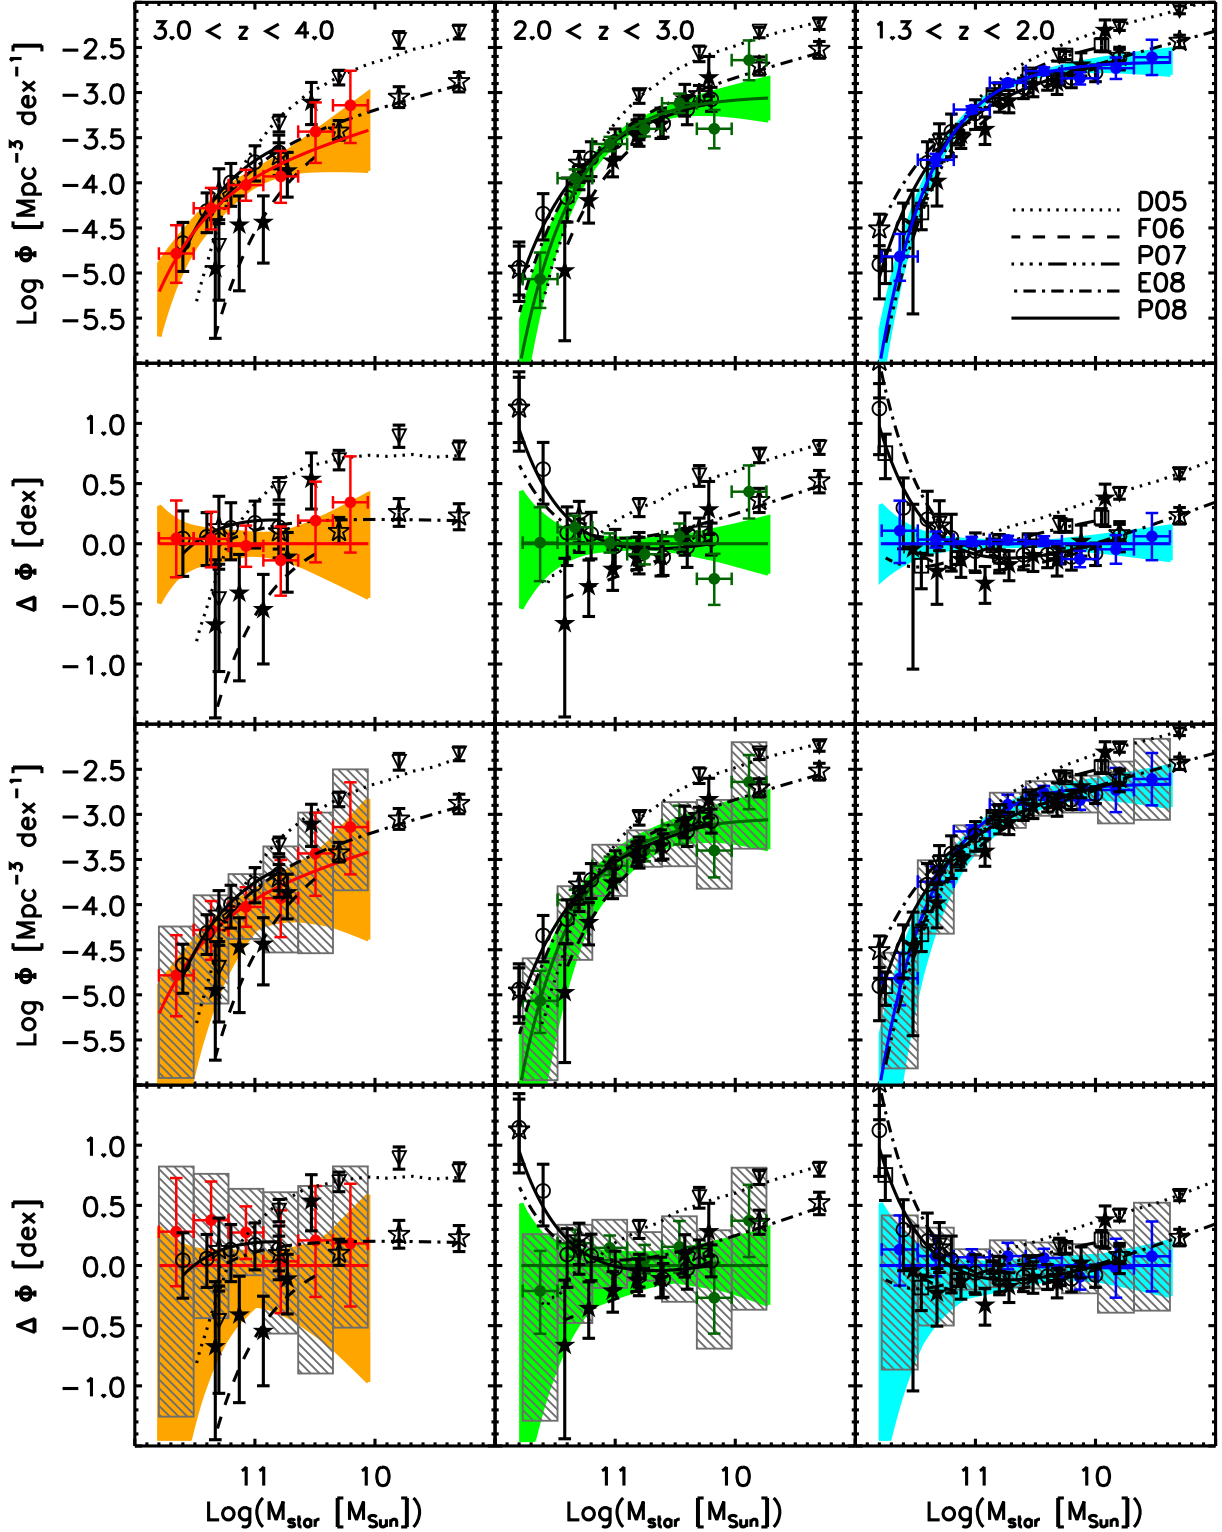 3.0 < z < 4.0
2.0 < z < 3.0
1.3 < z < 2.0
Log Φ [Mpc⁻³ dex⁻¹]
−2.5
−3.0
−3.5
−4.0
−4.5
−5.0
−5.5
D05
F06
P07
E08
P08
Δ Φ [dex]
1.0
0.5
0.0
−0.5
−1.0
Log Φ [Mpc⁻³ dex⁻¹]
−2.5
−3.0
−3.5
−4.0
−4.5
−5.0
−5.5
Δ Φ [dex]
1.0
0.5
0.0
−0.5
−1.0
11 10
11 10
11 10
Log(Mstar [MSun])
Log(Mstar [MSun])
Log(Mstar [MSun])